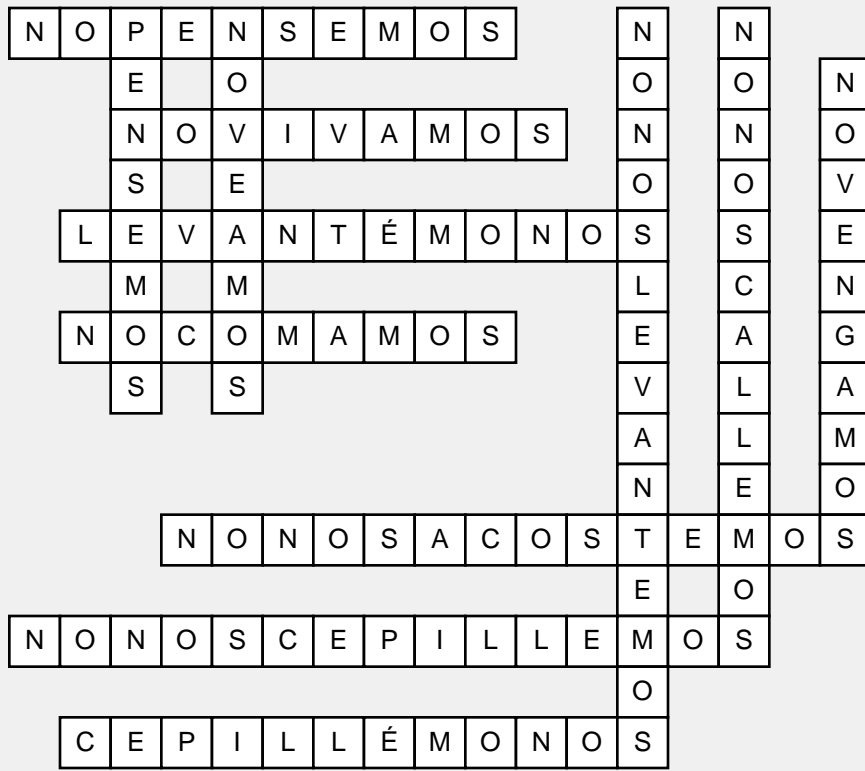 NOPENSEMOS
NOVIVAMOS
LEVANTÉMONOS
NOCOMAMOS
NONOSACOSTEMOS
NONOSCEPILLEMOS
CEPILLÉMONOS
PENSEMOS
NOVEAMOS
NONOSLEVANTEMOS
NONOSCALLEMOS
NOVENGAMOS